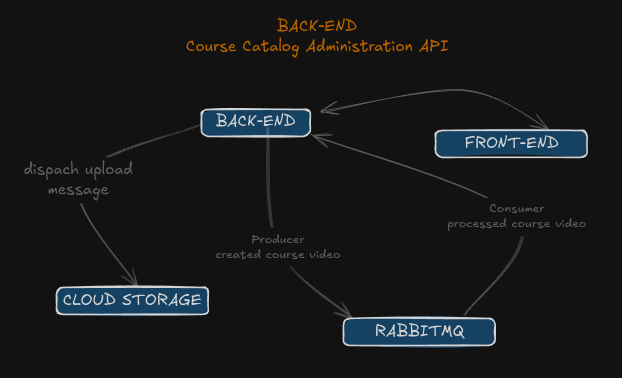 BACK-END
Course Catalog Administration API
BACK-END
FRONT-END
dispach upload
message
Consumer
processed course video
Producer
created course video
CLOUD STORAGE
RABBITMQ